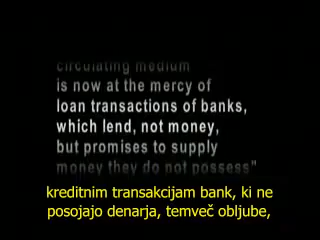 circulating medium
is now at the mercy of
loan transactions of banks,
which lend, not money,
but promises to supply
money they do not possess"
kreditnim transakcijam bank, ki ne
posojajo denarja, temveč obljube,